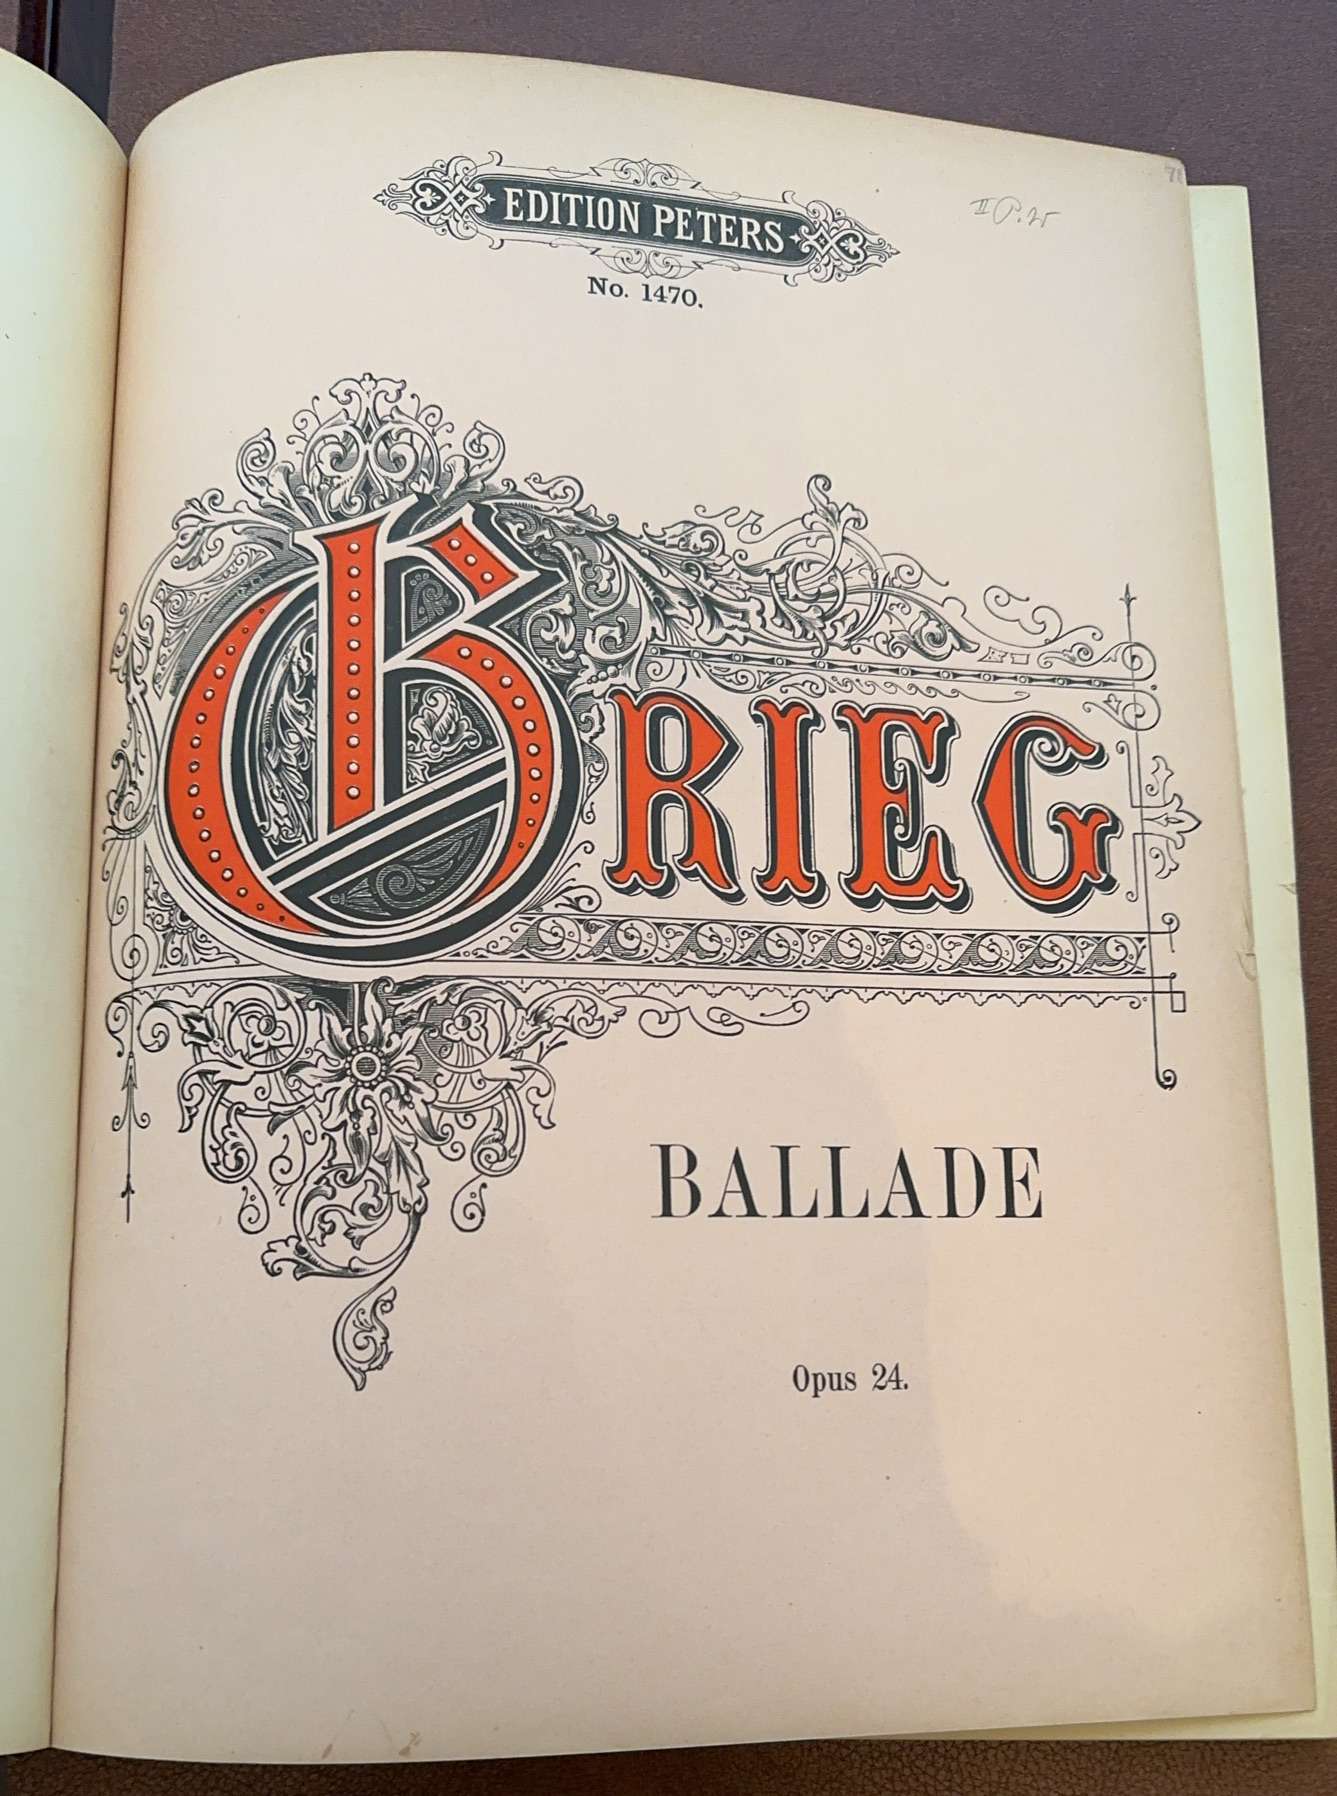 EDITION PETERS
No. 1470.
GRIEG
BALLADE
Opus 24.